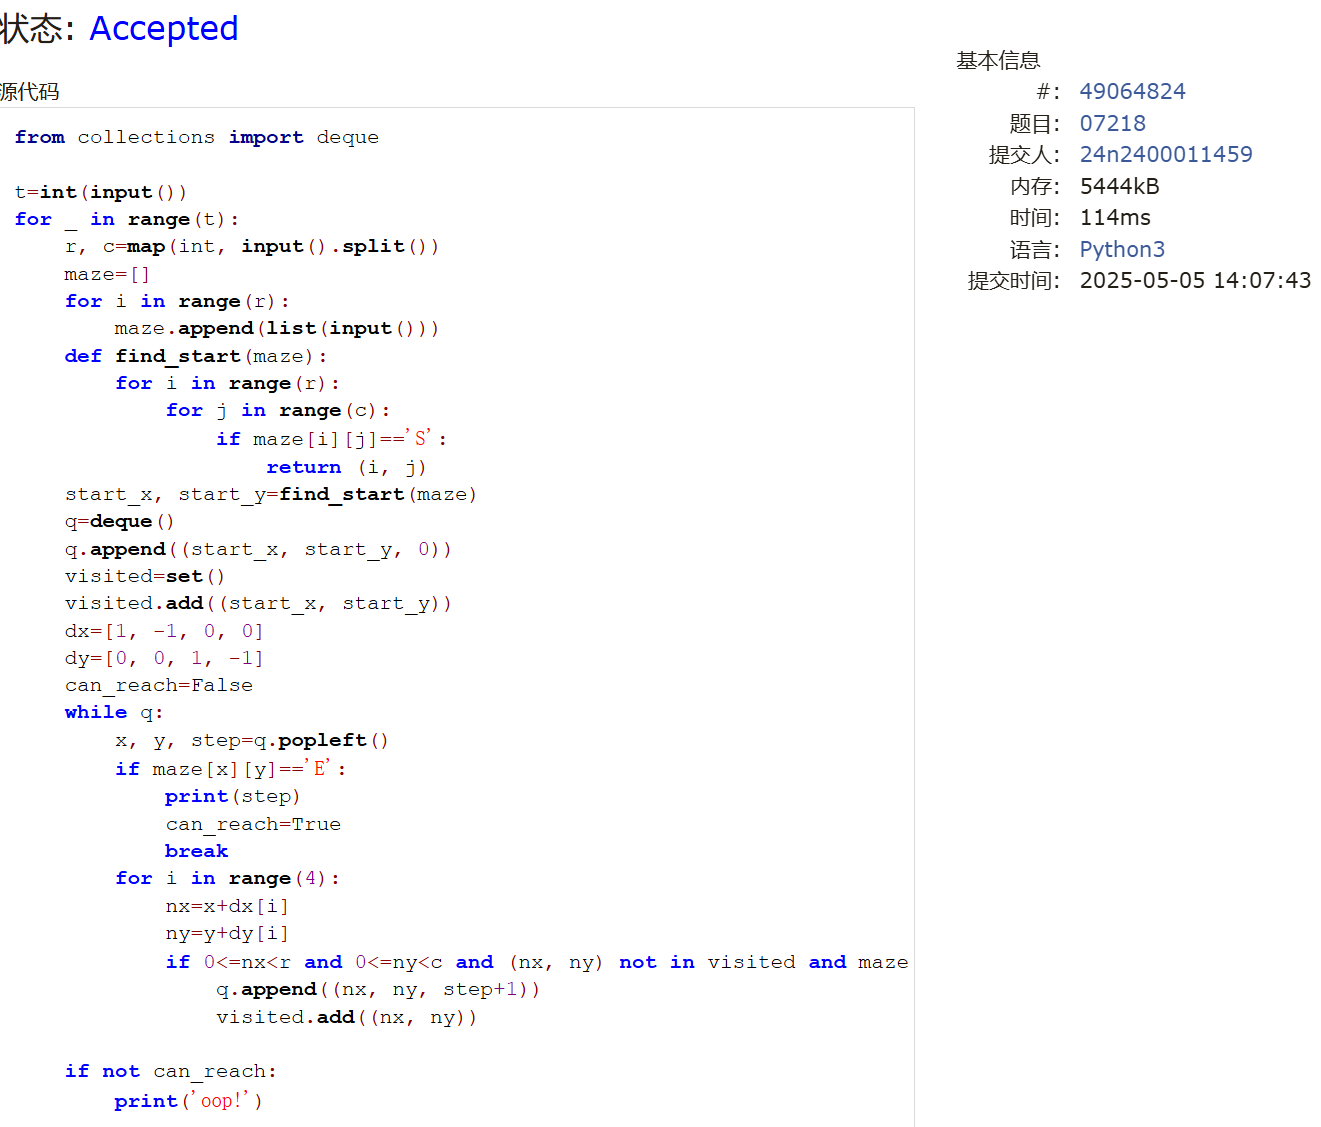 状态: Accepted
源代码
from collections import deque
t=int(input())
for _ in range(t):
    r, c=map(int, input().split())
    maze=[]
    for i in range(r):
        maze.append(list(input()))
    def find_start(maze):
        for i in range(r):
            for j in range(c):
                if maze[i][j]=='S':
                    return (i, j)
    start_x, start_y=find_start(maze)
    q=deque()
    q.append((start_x, start_y, 0))
    visited=set()
    visited.add((start_x, start_y))
    dx=[1, -1, 0, 0]
    dy=[0, 0, 1, -1]
    can_reach=False
    while q:
        x, y, step=q.popleft()
        if maze[x][y]=='E':
            print(step)
            can_reach=True
            break
        for i in range(4):
            nx=x+dx[i]
            ny=y+dy[i]
            if 0<=nx<r and 0<=ny<c and (nx, ny) not in visited and maze
                q.append((nx, ny, step+1))
                visited.add((nx, ny))
    if not can_reach:
        print('oop!')
基本信息
#: 49064824
题目: 07218
提交人: 24n2400011459
内存: 5444kB
时间: 114ms
语言: Python3
提交时间: 2025-05-05 14:07:43